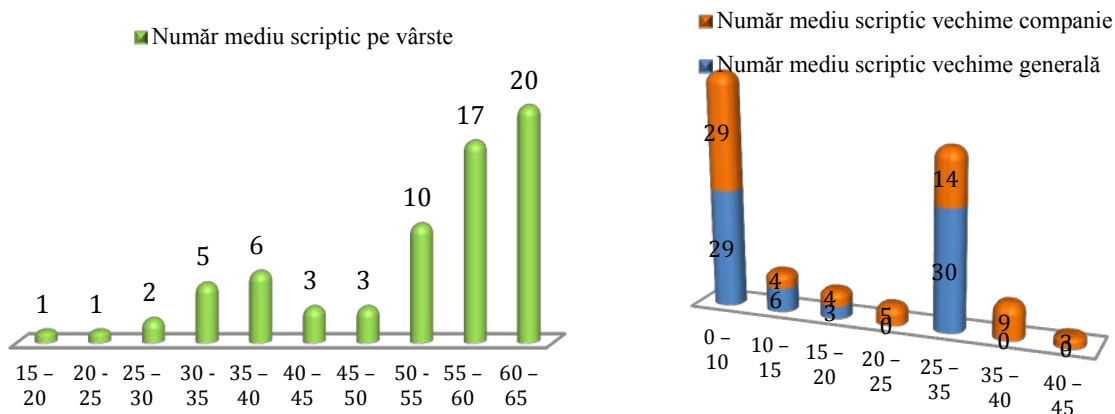 Număr mediu scriptic pe vârste
1
1
2
5
6
3
3
10
17
20
15 – 20
20 - 25
25 – 30
30 - 35
35 – 40
40 – 45
45 – 50
50 - 55
55 – 60
60 – 65
Număr mediu scriptic vechime companie
Număr mediu scriptic vechime generală
29
4
4
5
14
9
3
29
6
3
0
30
0
0
0 – 10
10 – 15
15 – 20
20 – 25
25 – 35
35 – 40
40 – 45